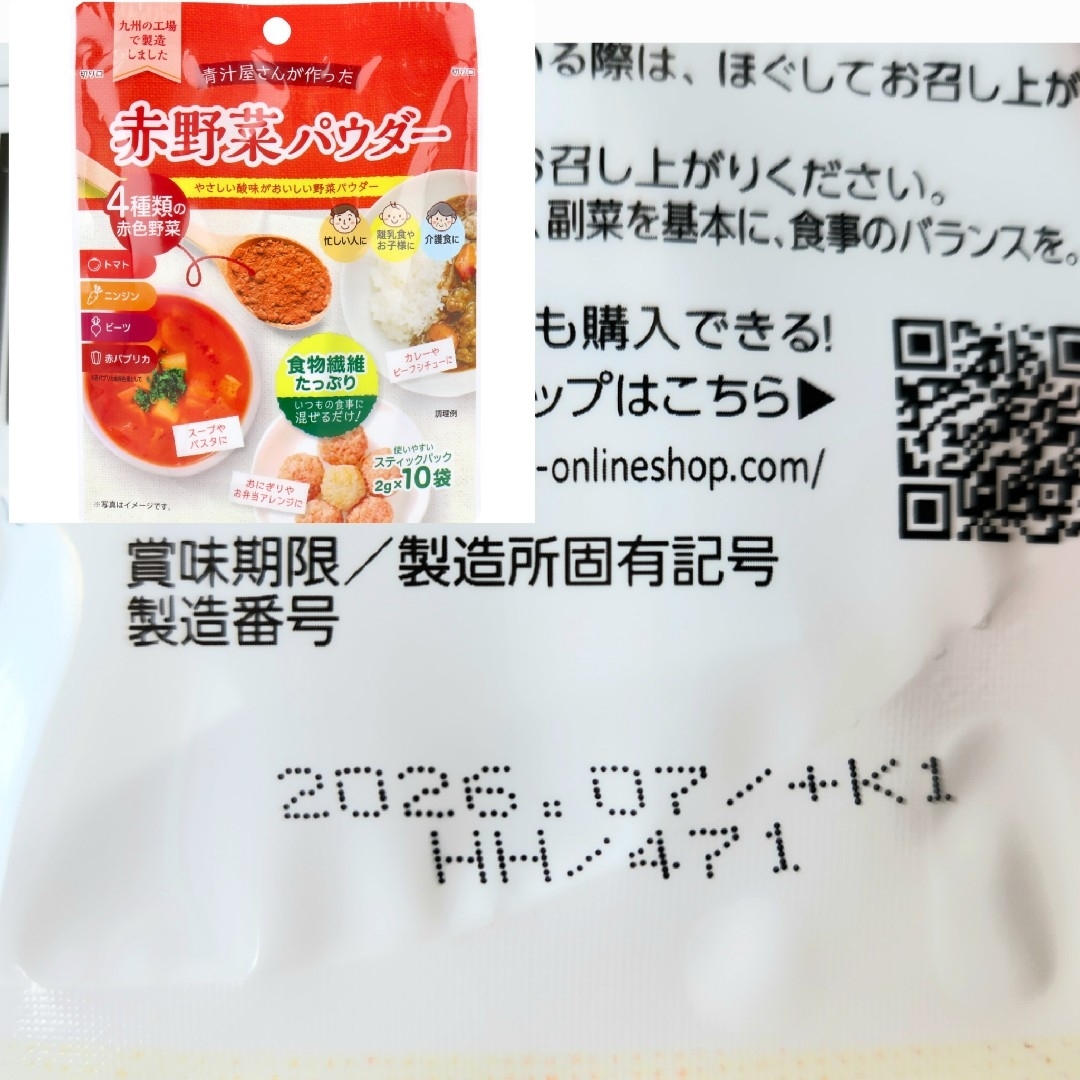 九州の工場
で製造
しました
切り口
切り口
青汁屋さんが作った
赤野菜パウダー
やさしい酸味がおいしい野菜パウダー
4種類の
赤色野菜
忙しい人に
離乳食や
お子様に
介護食に
トマト
ニンジン
ビーツ
赤パプリカ
カレーや
ビーフシチューに
食物繊維
たっぷり
いつもの食事に
混ぜるだけ!
調理例
スープや
パスタに
おにぎりや
お弁当アレンジに
使いやすい
スティックパック
2g×10袋
※写真はイメージです。
いる際は、ほぐしてお召し上が
お召し上がりください。
、副菜を基本に、食事のバランスを。
も購入できる!
ップはこちら▶
-onlineshop.com/
賞味期限/製造所固有記号
製造番号
2026.07/+K1
HH/471